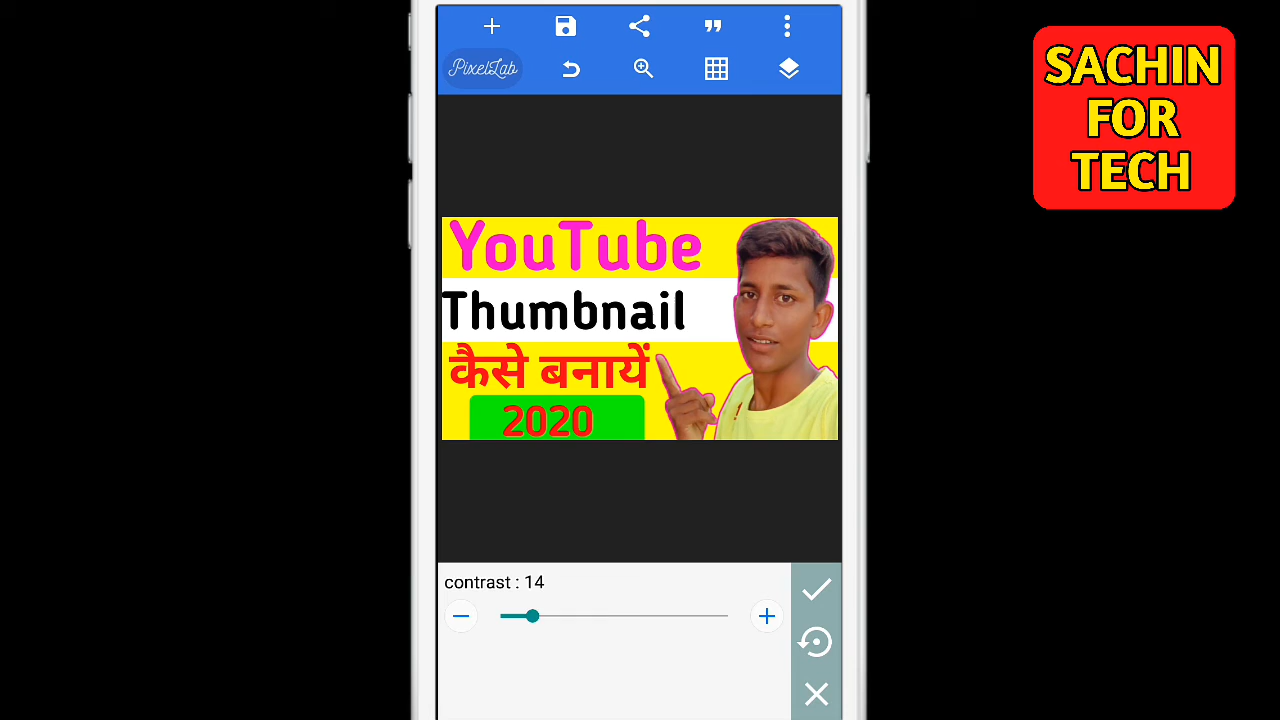 SACHIN
FOR
TECH
PixelLab
YouTube
Thumbnail
कैसे बनायें
2020
contrast : 14